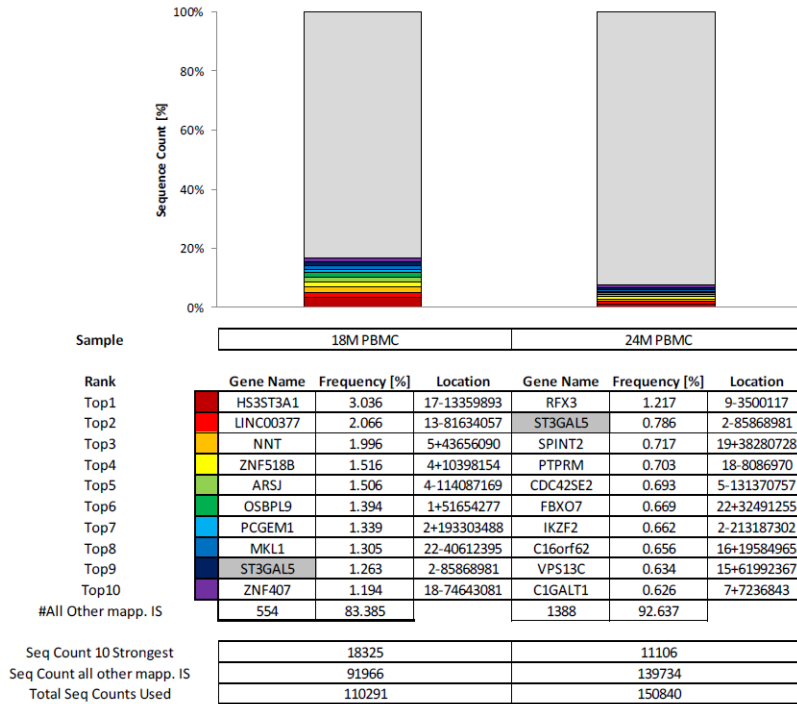 100%
80%
60%
40%
20%
0%
Sequence Count [%]
Sample 18M PBMC 24M PBMC
Rank Gene Name Frequency [%] Location Gene Name Frequency [%] Location
Top1 HS3ST3A1 3.036 17-13359893 RFX3 1.217 9-3500117
Top2 LINC00377 2.066 13-81634057 ST3GAL5 0.786 2-85868981
Top3 NNT 1.996 5+43656090 SPINT2 0.717 19+38280728
Top4 ZNF518B 1.516 4+10398154 PTPRM 0.703 18-8086970
Top5 ARSJ 1.506 4-114087169 CDC42SE2 0.693 5-131370757
Top6 OSBPL9 1.394 1+51654277 FBXO7 0.669 22+32491255
Top7 PCGEM1 1.339 2+193303488 IKZF2 0.662 2-213187302
Top8 MKL1 1.305 22-40612395 C16orf62 0.656 16+19584965
Top9 ST3GAL5 1.263 2-85868981 VPS13C 0.634 15+61992367
Top10 ZNF407 1.194 18-74643081 C1GALT1 0.626 7+7236843
#All Other mapp. IS 554 83.385 1388 92.637
Seq Count 10 Strongest 18325 11106
Seq Count all other mapp. IS 91966 139734
Total Seq Counts Used 110291 150840